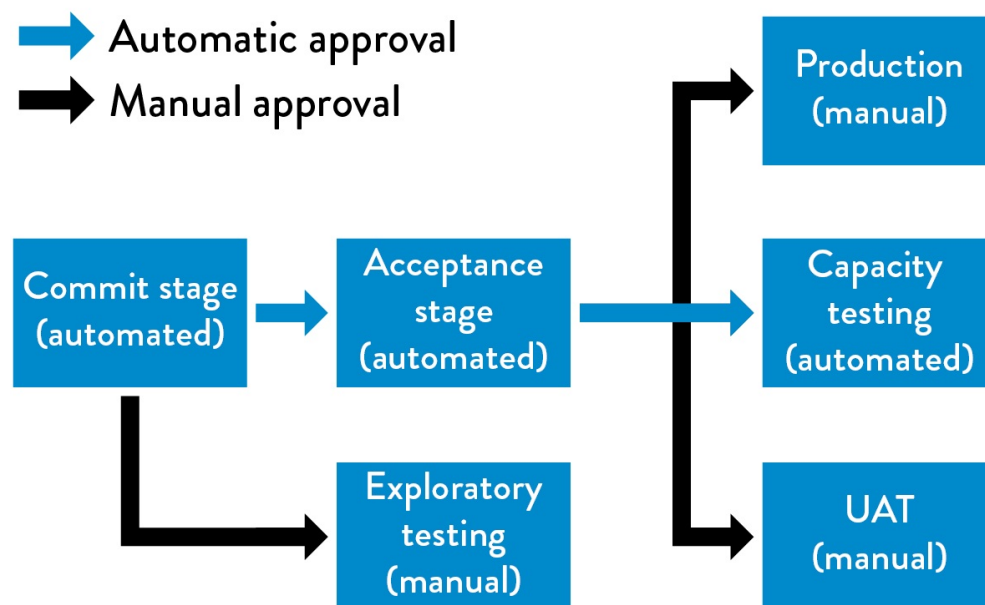 Automatic approval
Manual approval
Production
(manual)
Commit stage
(automated)
Acceptance
stage
(automated)
Capacity
testing
(automated)
Exploratory
testing
(manual)
UAT
(manual)